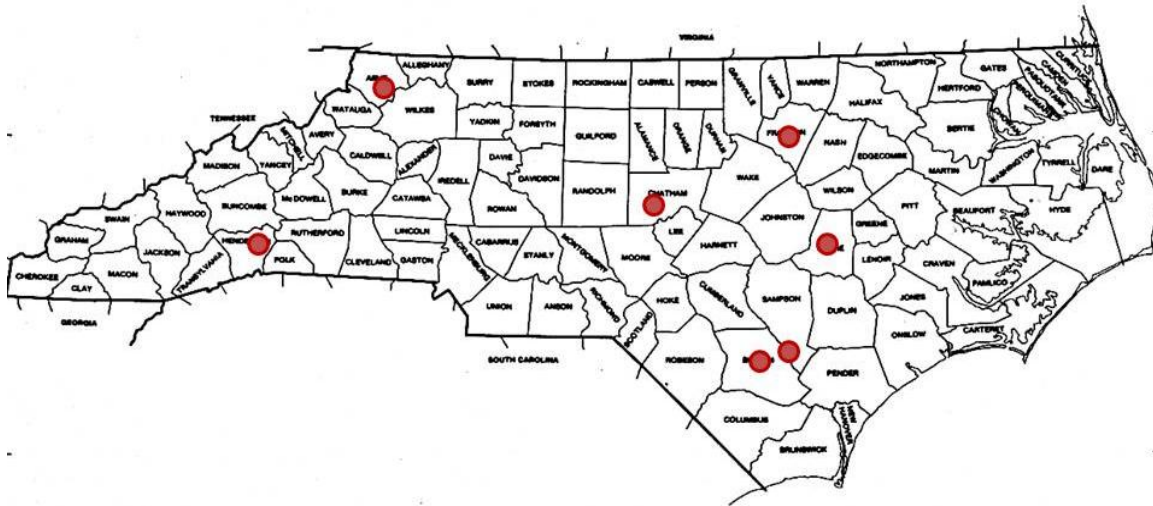 VIRGINIA
ALLEGHANY
SURRY
STOKES
ROCKINGHAM
CASWELL
PERSON
GRANVILLE
VANCE
WARREN
NORTHAMPTON
GATES
HERTFORD
CURRITUCK
CAMDEN
PASQUOTANK
PERQUIMANS
CHOWAN
HALIFAX
BERTIE
WATAUGA
WILKES
YADKIN
FORSYTH
GUILFORD
ALAMANCE
ORANGE
DURHAM
NASH
EDGECOMBE
MARTIN
WASHINGTON
TYRRELL
DARE
TENNESSEE
MITCHELL
AVERY
CALDWELL
ALEXANDER
DAVIE
IREDELL
DAVIDSON
RANDOLPH
CHATHAM
WAKE
WILSON
MADISON
YANCEY
BURKE
McDOWELL
CATAWBA
ROWAN
PITT
BEAUFORT
HYDE
SWAIN
HAYWOOD
BUNCOMBE
RUTHERFORD
LINCOLN
CABARRUS
MECKLENBURG
STANLY
MONTGOMERY
MOORE
LEE
HARNETT
JOHNSTON
GREENE
LENOIR
CRAVEN
PAMLICO
GRAHAM
JACKSON
CHEROKEE
MACON
CLAY
TRANSYLVANIA
POLK
CLEVELAND
GASTON
UNION
ANSON
RICHMOND
SCOTLAND
HOKE
CUMBERLAND
SAMPSON
DUPLIN
JONES
ONSLOW
CARTERET
GEORGIA
SOUTH CAROLINA
ROBESON
PENDER
COLUMBUS
NEW
HANOVER
BRUNSWICK